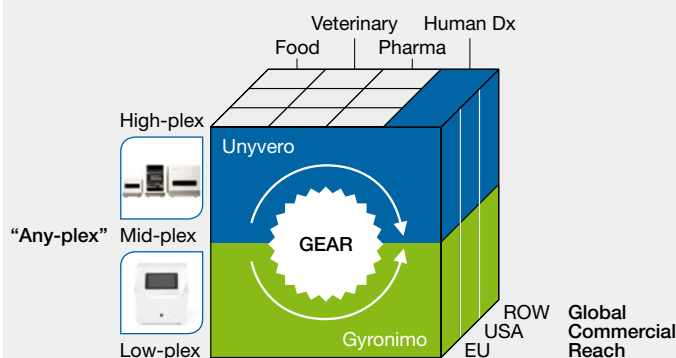 Veterinary Human Dx
Food Pharma
High-plex
Unyvero
"Any-plex" Mid-plex
GEAR
ROW Global
USA Commercial
Gyronimo
Low-plex EU Reach